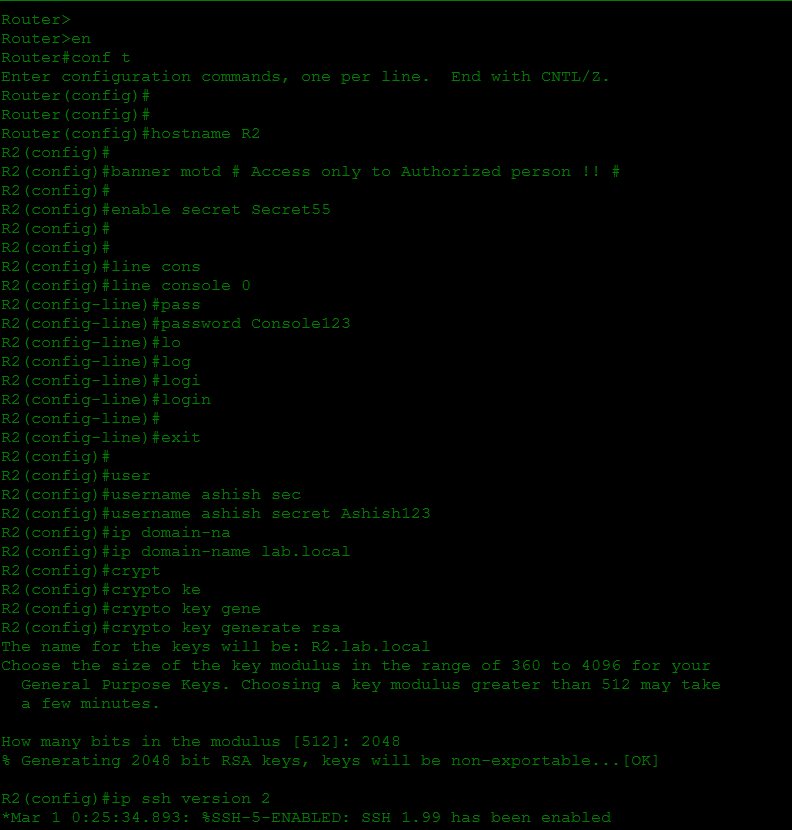 Router>
Router>en
Router#conf t
Enter configuration commands, one per line.  End with CNTL/Z.
Router(config)#
Router(config)#
Router(config)#hostname R2
R2(config)#
R2(config)#banner motd # Access only to Authorized person !! #
R2(config)#
R2(config)#enable secret Secret55
R2(config)#
R2(config)#
R2(config)#line cons
R2(config)#line console 0
R2(config-line)#pass
R2(config-line)#password Console123
R2(config-line)#lo
R2(config-line)#log
R2(config-line)#logi
R2(config-line)#login
R2(config-line)#
R2(config-line)#exit
R2(config)#
R2(config)#user
R2(config)#username ashish sec
R2(config)#username ashish secret Ashish123
R2(config)#ip domain-na
R2(config)#ip domain-name lab.local
R2(config)#crypt
R2(config)#crypto ke
R2(config)#crypto key gene
R2(config)#crypto key generate rsa
The name for the keys will be: R2.lab.local
Choose the size of the key modulus in the range of 360 to 4096 for your
  General Purpose Keys. Choosing a key modulus greater than 512 may take
  a few minutes.

How many bits in the modulus [512]: 2048
% Generating 2048 bit RSA keys, keys will be non-exportable...[OK]

R2(config)#ip ssh version 2
*Mar 1 0:25:34.893: %SSH-5-ENABLED: SSH 1.99 has been enabled